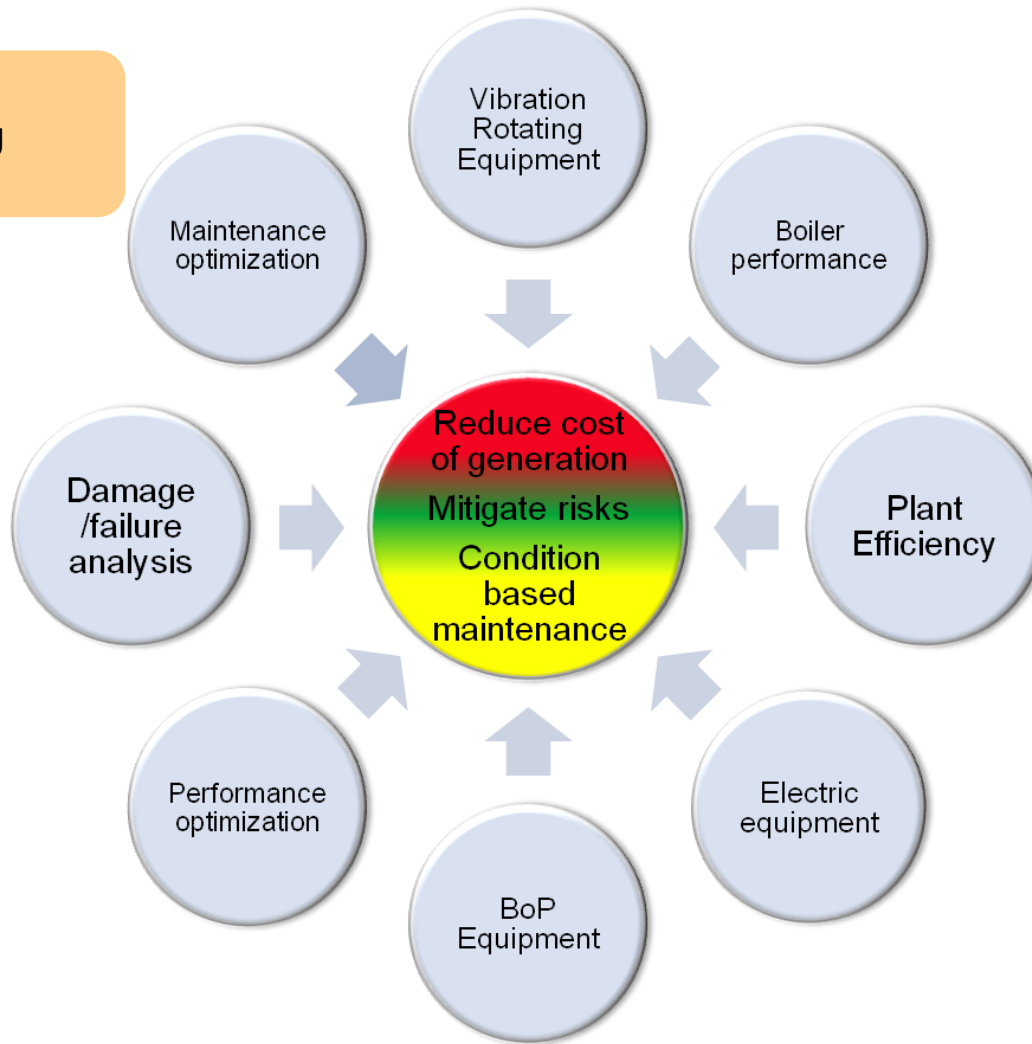 Vibration
Rotating
Equipment
Boiler
performance
Plant
Efficiency
Electric
equipment
BoP
Equipment
Performance
optimization
Damage
/failure
analysis
Maintenance
optimization
Reduce cost
of generation
Mitigate risks
Condition
based
maintenance